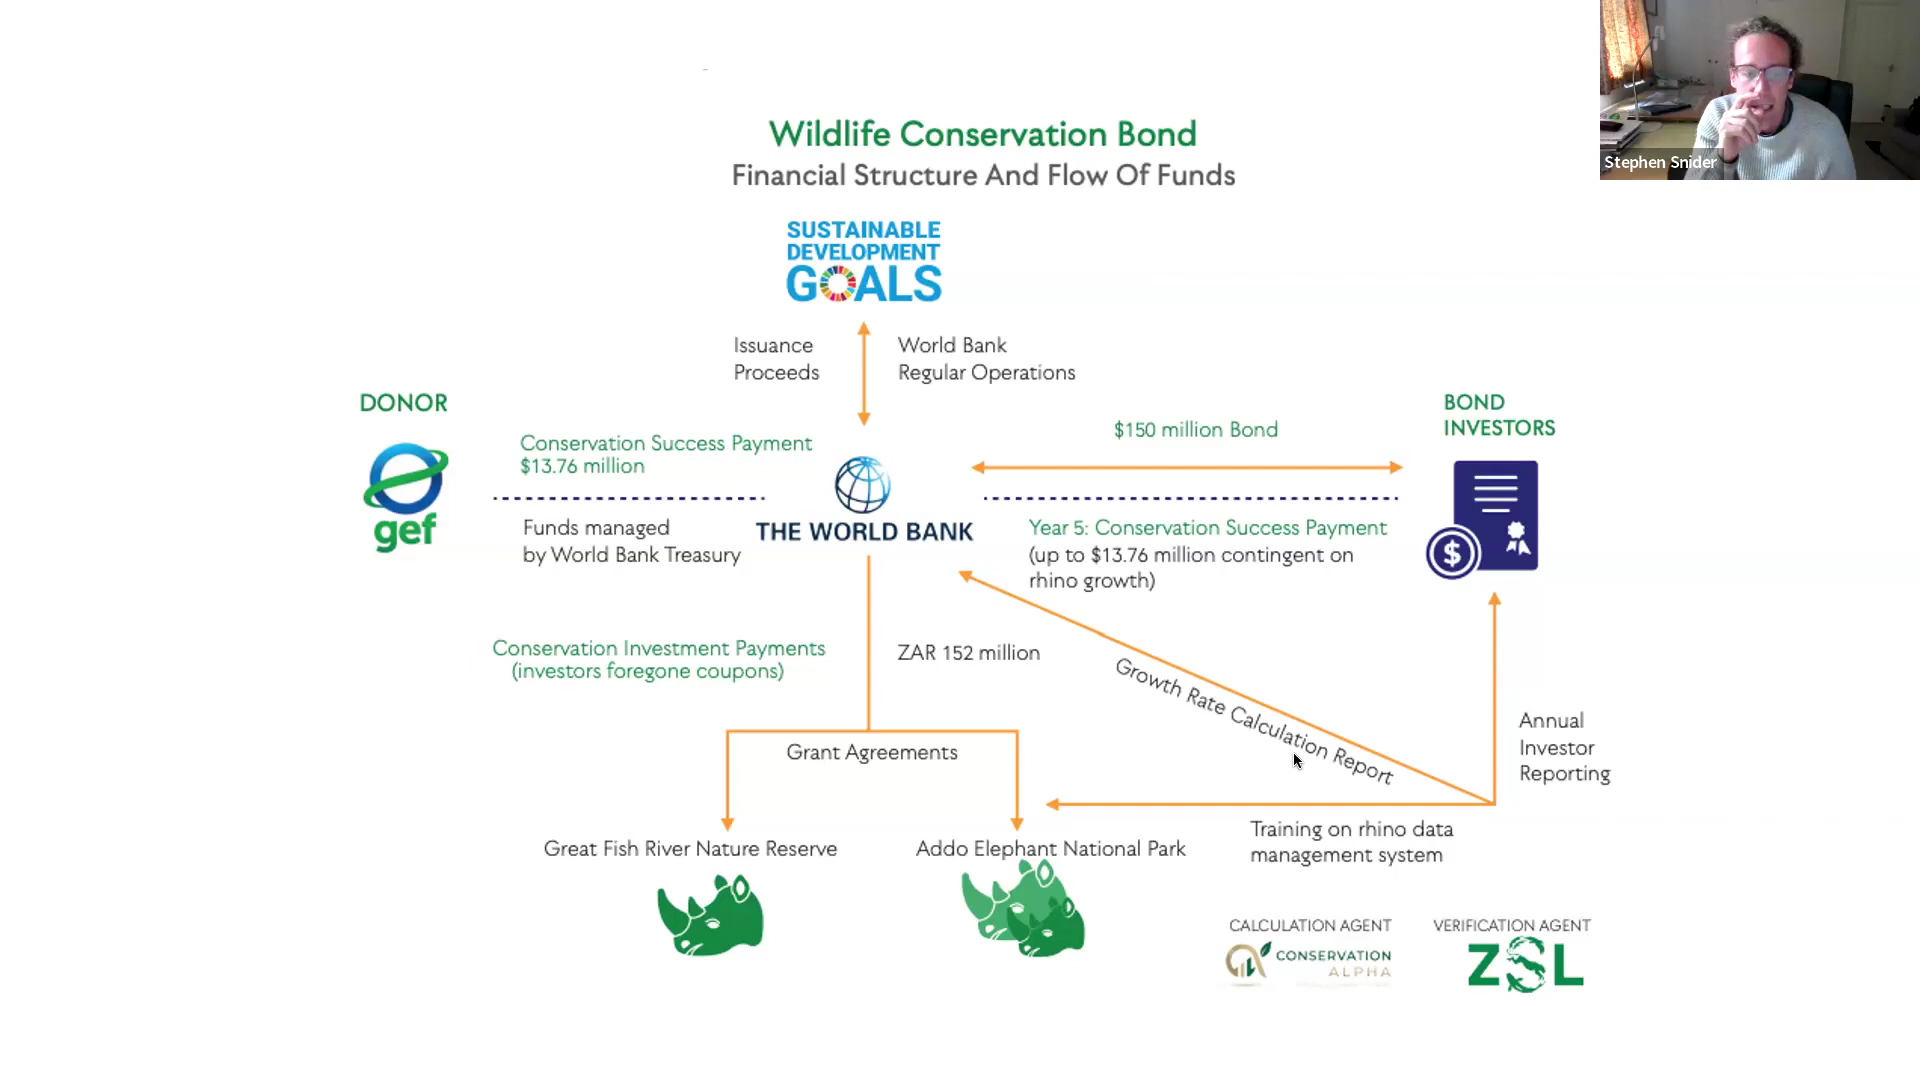 Stephen Snider
Wildlife Conservation Bond
Financial Structure And Flow Of Funds
SUSTAINABLE
DEVELOPMENT
GOALS
Issuance
Proceeds
World Bank
Regular Operations
DONOR
gef
Conservation Success Payment
$13.76 million
Funds managed
by World Bank Treasury
THE WORLD BANK
$150 million Bond
Year 5: Conservation Success Payment
(up to $13.76 million contingent on
rhino growth)
BOND
INVESTORS
$
Conservation Investment Payments
(investors foregone coupons)
ZAR 152 million
Growth Rate Calculation Report
Annual
Investor
Reporting
Grant Agreements
Great Fish River Nature Reserve
Addo Elephant National Park
Training on rhino data
management system
CALCULATION AGENT
CONSERVATION
ALPHA
VERIFICATION AGENT
ZSL